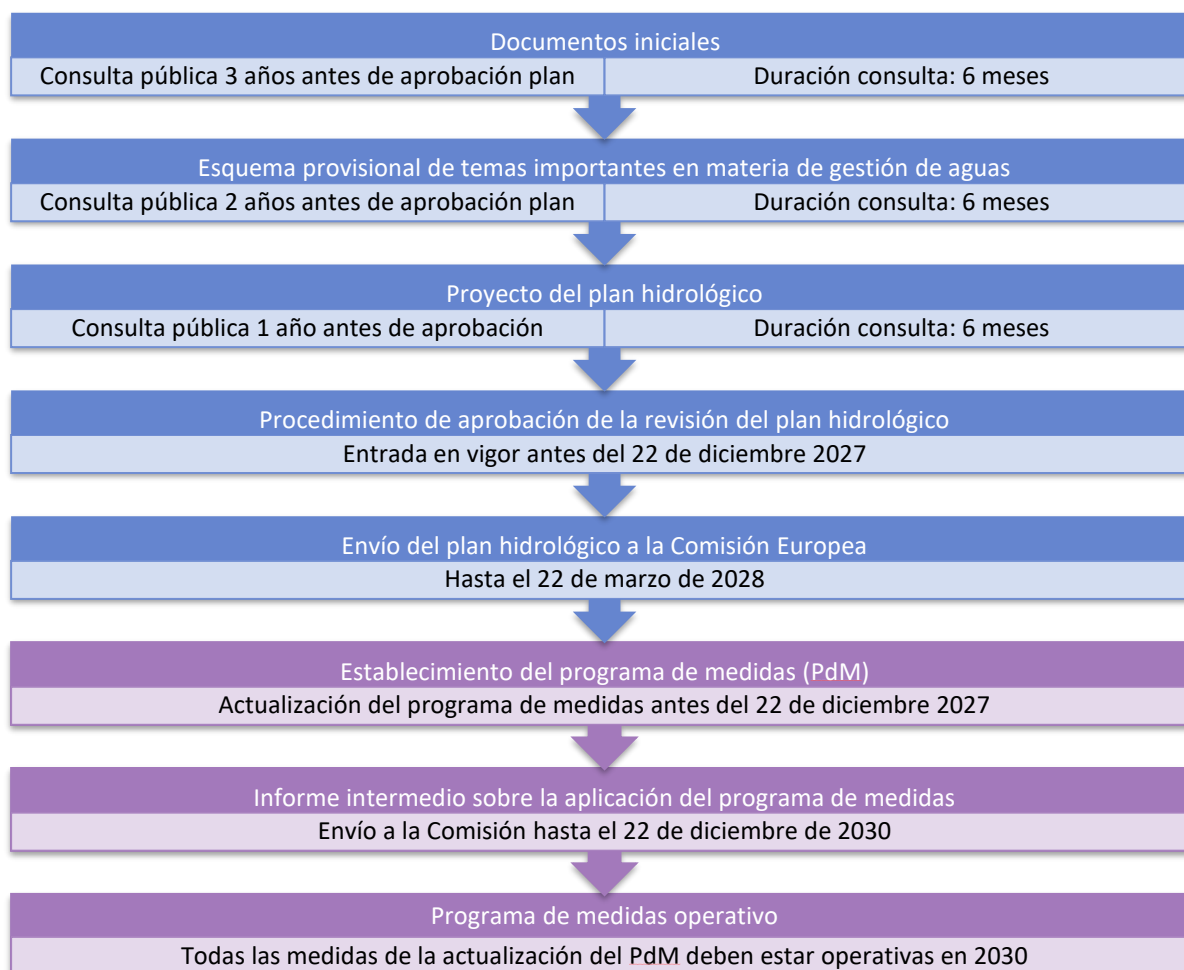 Documentos iniciales
Consulta pública 3 años antes de aprobación plan
Duración consulta: 6 meses
Esquema provisional de temas importantes en materia de gestión de aguas
Consulta pública 2 años antes de aprobación plan
Duración consulta: 6 meses
Proyecto del plan hidrológico
Consulta pública 1 año antes de aprobación
Duración consulta: 6 meses
Procedimiento de aprobación de la revisión del plan hidrológico
Entrada en vigor antes del 22 de diciembre 2027
Envío del plan hidrológico a la Comisión Europea
Hasta el 22 de marzo de 2028
Establecimiento del programa de medidas (PdM)
Actualización del programa de medidas antes del 22 de diciembre 2027
Informe intermedio sobre la aplicación del programa de medidas
Envío a la Comisión hasta el 22 de diciembre de 2030
Programa de medidas operativo
Todas las medidas de la actualización del PdM deben estar operativas en 2030